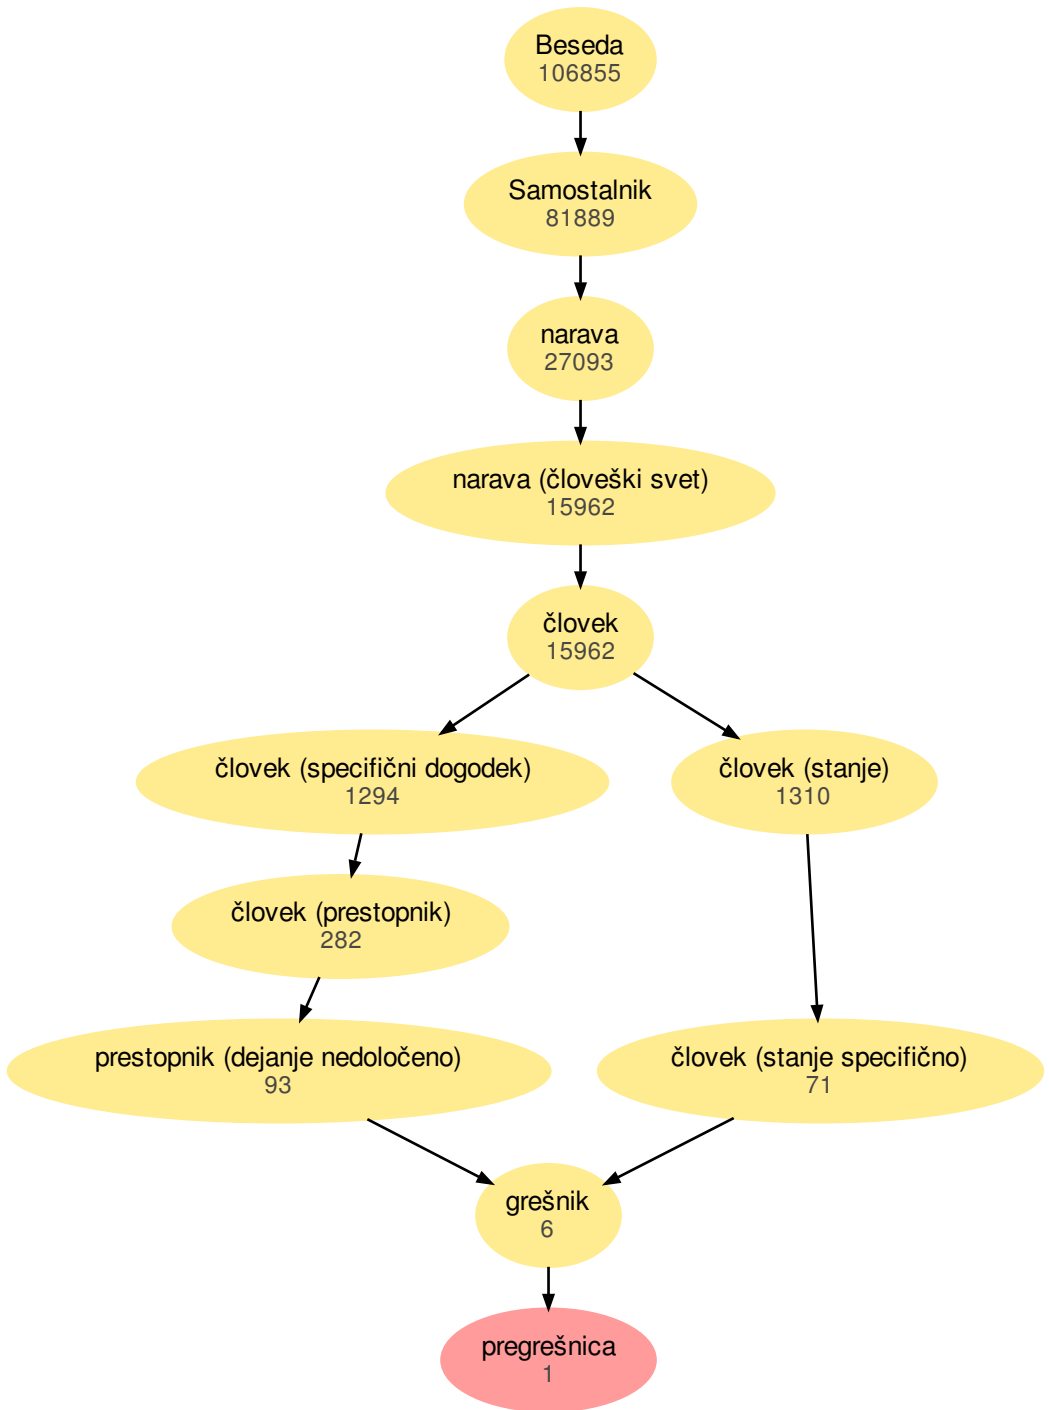 Beseda
106855
Samostalnik
81889
narava
27093
narava (človeški svet)
15962
človek
15962
človek (specifični dogodek)
1294
človek (stanje)
1310
človek (prestopnik)
282
prestopnik (dejanje nedoločeno)
93
človek (stanje specifično)
71
grešnik
6
pregrešnica
1